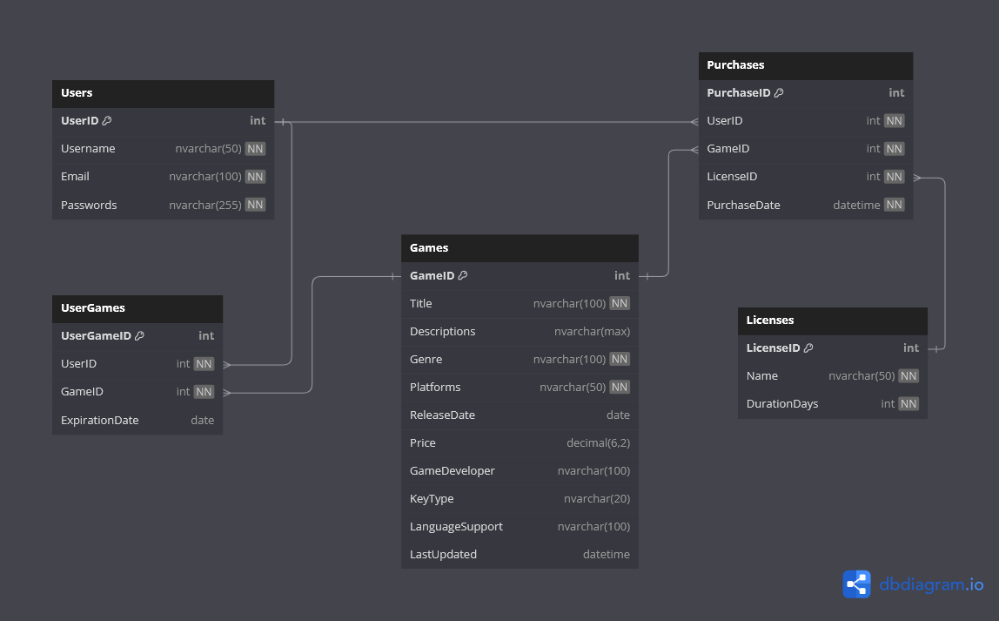 Users
UserID int
Username nvarchar(50) NN
Email nvarchar(100) NN
Passwords nvarchar(255) NN
UserGames
UserGameID int
UserID int NN
GameID int NN
ExpirationDate date
Games
GameID int
Title nvarchar(100) NN
Descriptions nvarchar(max)
Genre nvarchar(100) NN
Platforms nvarchar(50) NN
ReleaseDate date
Price decimal(6,2)
GameDeveloper nvarchar(100)
KeyType nvarchar(20)
LanguageSupport nvarchar(100)
LastUpdated datetime
Purchases
PurchaseID int
UserID int NN
GameID int NN
LicenseID int NN
PurchaseDate datetime NN
Licenses
LicenseID int
Name nvarchar(50) NN
DurationDays int NN
dbdiagram.io